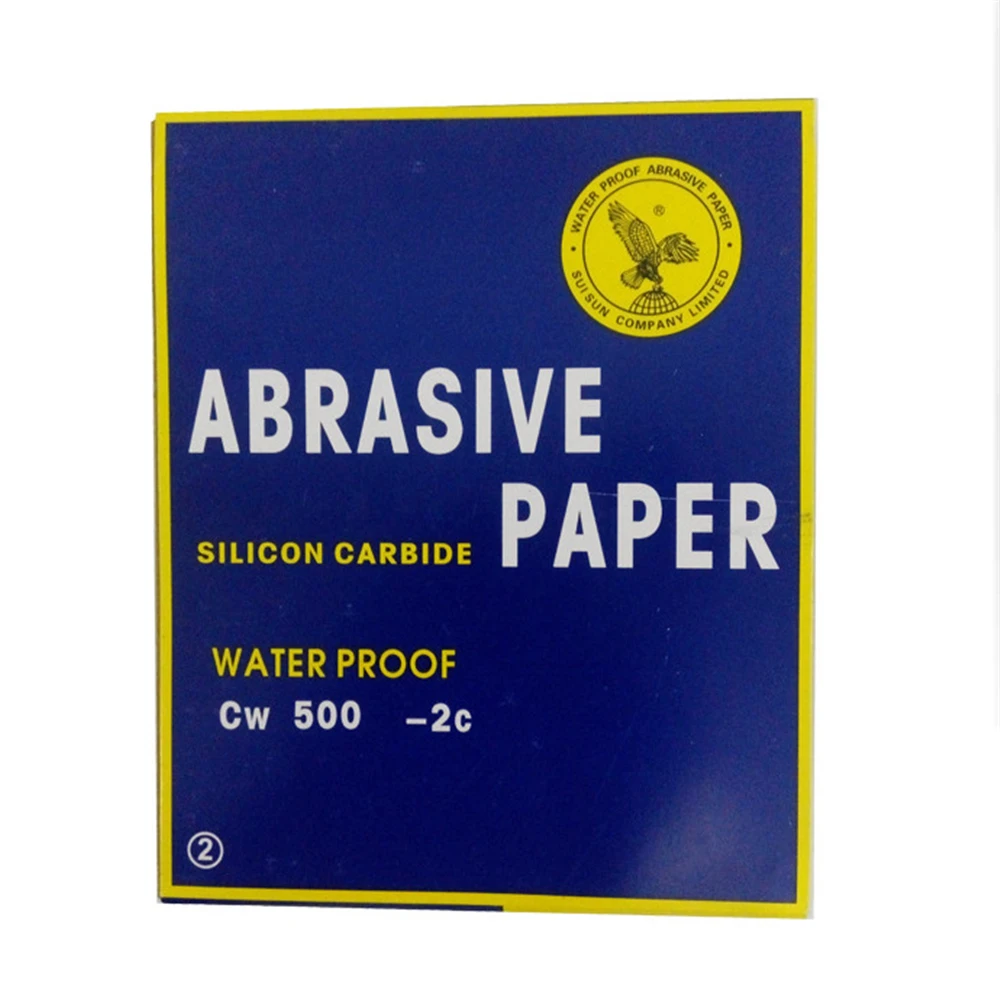 WATER PROOF ABRASIVE PAPER
®
• SUI SUN COMPANY LIMITED •
ABRASIVE
PAPER
SILICON CARBIDE
WATER PROOF
Cw 500 -2c
2